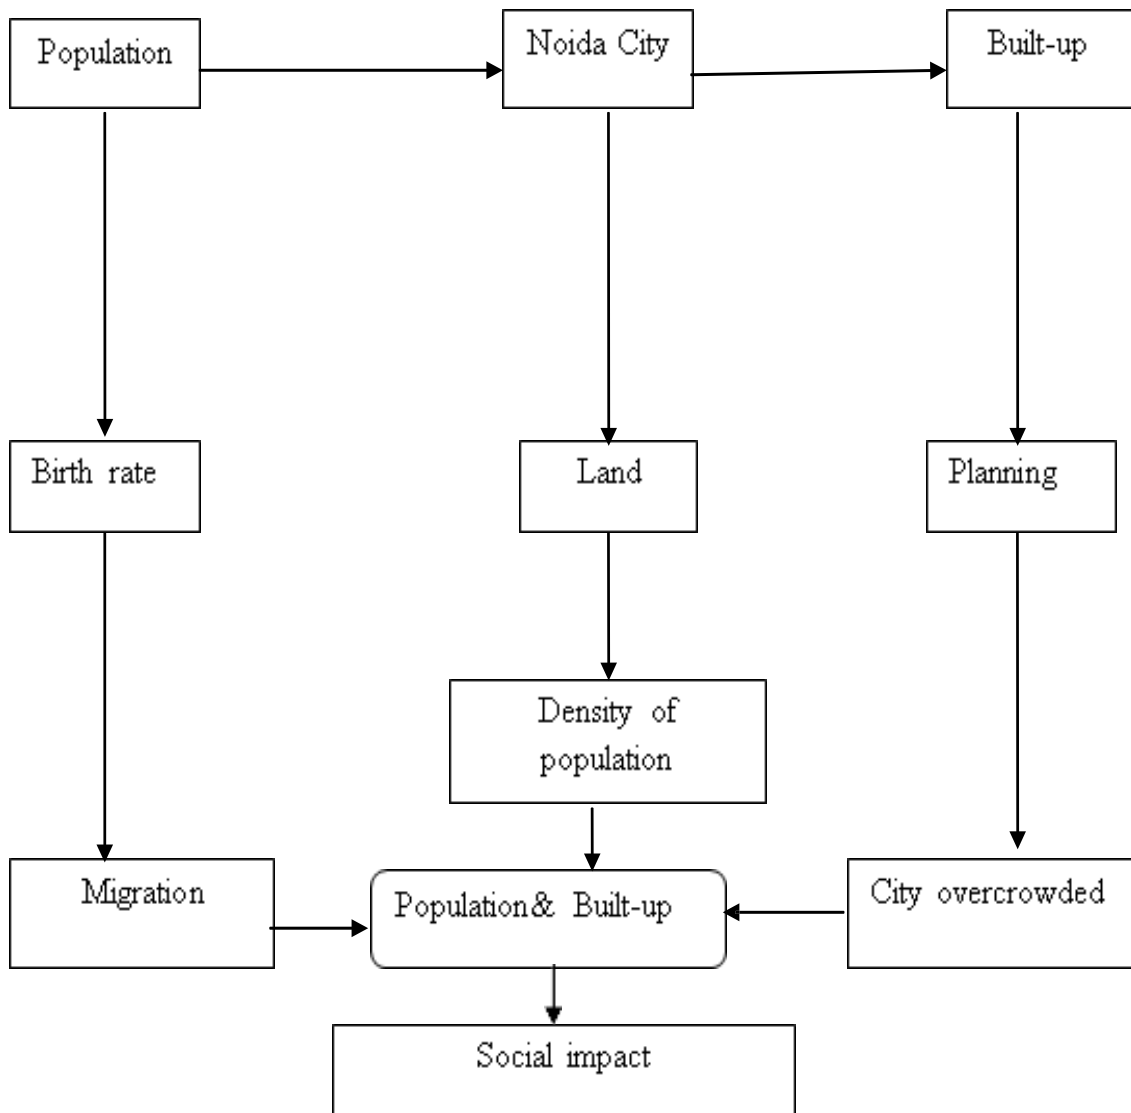 Population
Noida City
Built-up
Birth rate
Land
Planning
Density of
population
Migration
Population& Built-up
City overcrowded
Social impact